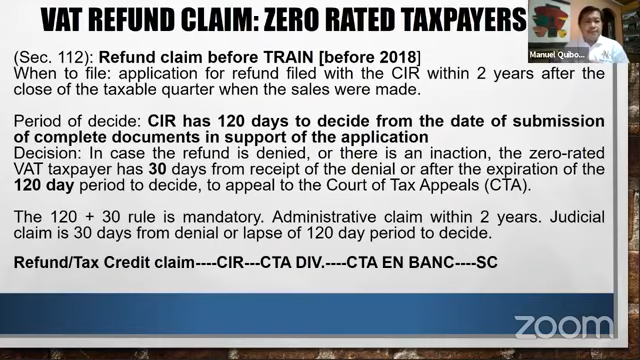 VAT REFUND CLAIM: ZERO RATED TAXPAYERS
Manuel Quibo...
(Sec. 112): Refund claim before TRAIN [before 2018]
When to file: application for refund filed with the CIR within 2 years after the
close of the taxable quarter when the sales were made.
Period of decide: CIR has 120 days to decide from the date of submission
of complete documents in support of the application
Decision: In case the refund is denied, or there is an inaction, the zero-rated
VAT taxpayer has 30 days from receipt of the denial or after the expiration of the
120 day period to decide, to appeal to the Court of Tax Appeals (CTA).
The 120 + 30 rule is mandatory. Administrative claim within 2 years. Judicial
claim is 30 days from denial or lapse of 120 day period to decide.
Refund/Tax Credit claim----CIR---CTA DIV.----CTA EN BANC----SC
zoom